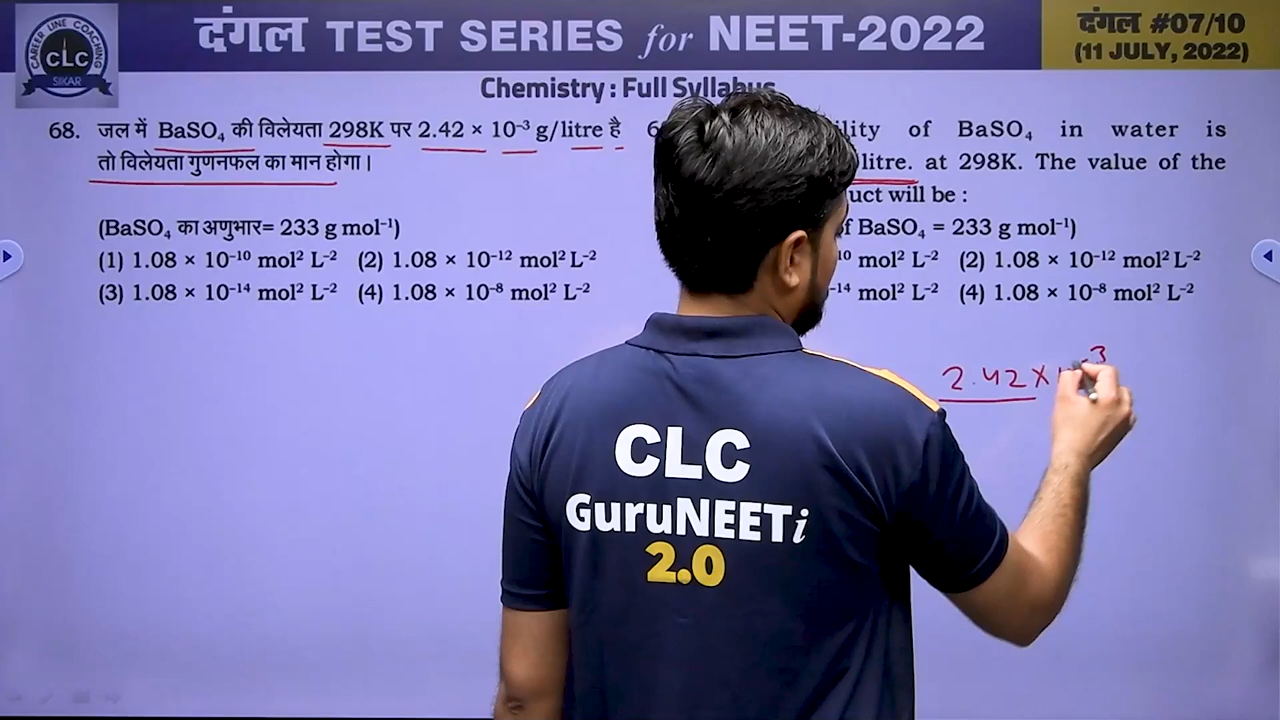 CAREER LINE COACHING
CLC
SIKAR
दंगल TEST SERIES for NEET-2022
दंगल #07/10
(11 JULY, 2022)
Chemistry : Full Syllabus
68. जल में BaSO₄ की विलेयता 298K पर 2.42 × 10⁻³ g/litre है
तो विलेयता गुणनफल का मान होगा।
(BaSO₄ का अणुभार= 233 g mol⁻¹)
(1) 1.08 × 10⁻¹⁰ mol² L⁻² (2) 1.08 × 10⁻¹² mol² L⁻²
(3) 1.08 × 10⁻¹⁴ mol² L⁻² (4) 1.08 × 10⁻⁸ mol² L⁻²
of BaSO₄ in water is
litre. at 298K. The value of the
will be :
BaSO₄ = 233 g mol⁻¹)
mol² L⁻² (2) 1.08 × 10⁻¹² mol² L⁻²
⁻¹⁴ mol² L⁻² (4) 1.08 × 10⁻⁸ mol² L⁻²
2.42 ×
⁻³
CLC
GuruNEETi
2.0